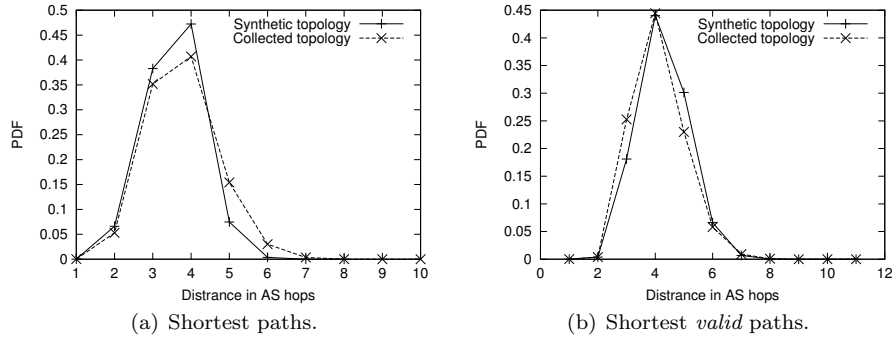 0.5
0.45
0.4
0.35
0.3
0.25
0.2
0.15
0.1
0.05
0
PDF
Synthetic topology
Collected topology
1 2 3 4 5 6 7 8 9 10
Distrance in AS hops
(a) Shortest paths.
0.45
0.4
0.35
0.3
0.25
0.2
0.15
0.1
0.05
0
PDF
Synthetic topology
Collected topology
0 2 4 6 8 10 12
Distrance in AS hops
(b) Shortest valid paths.